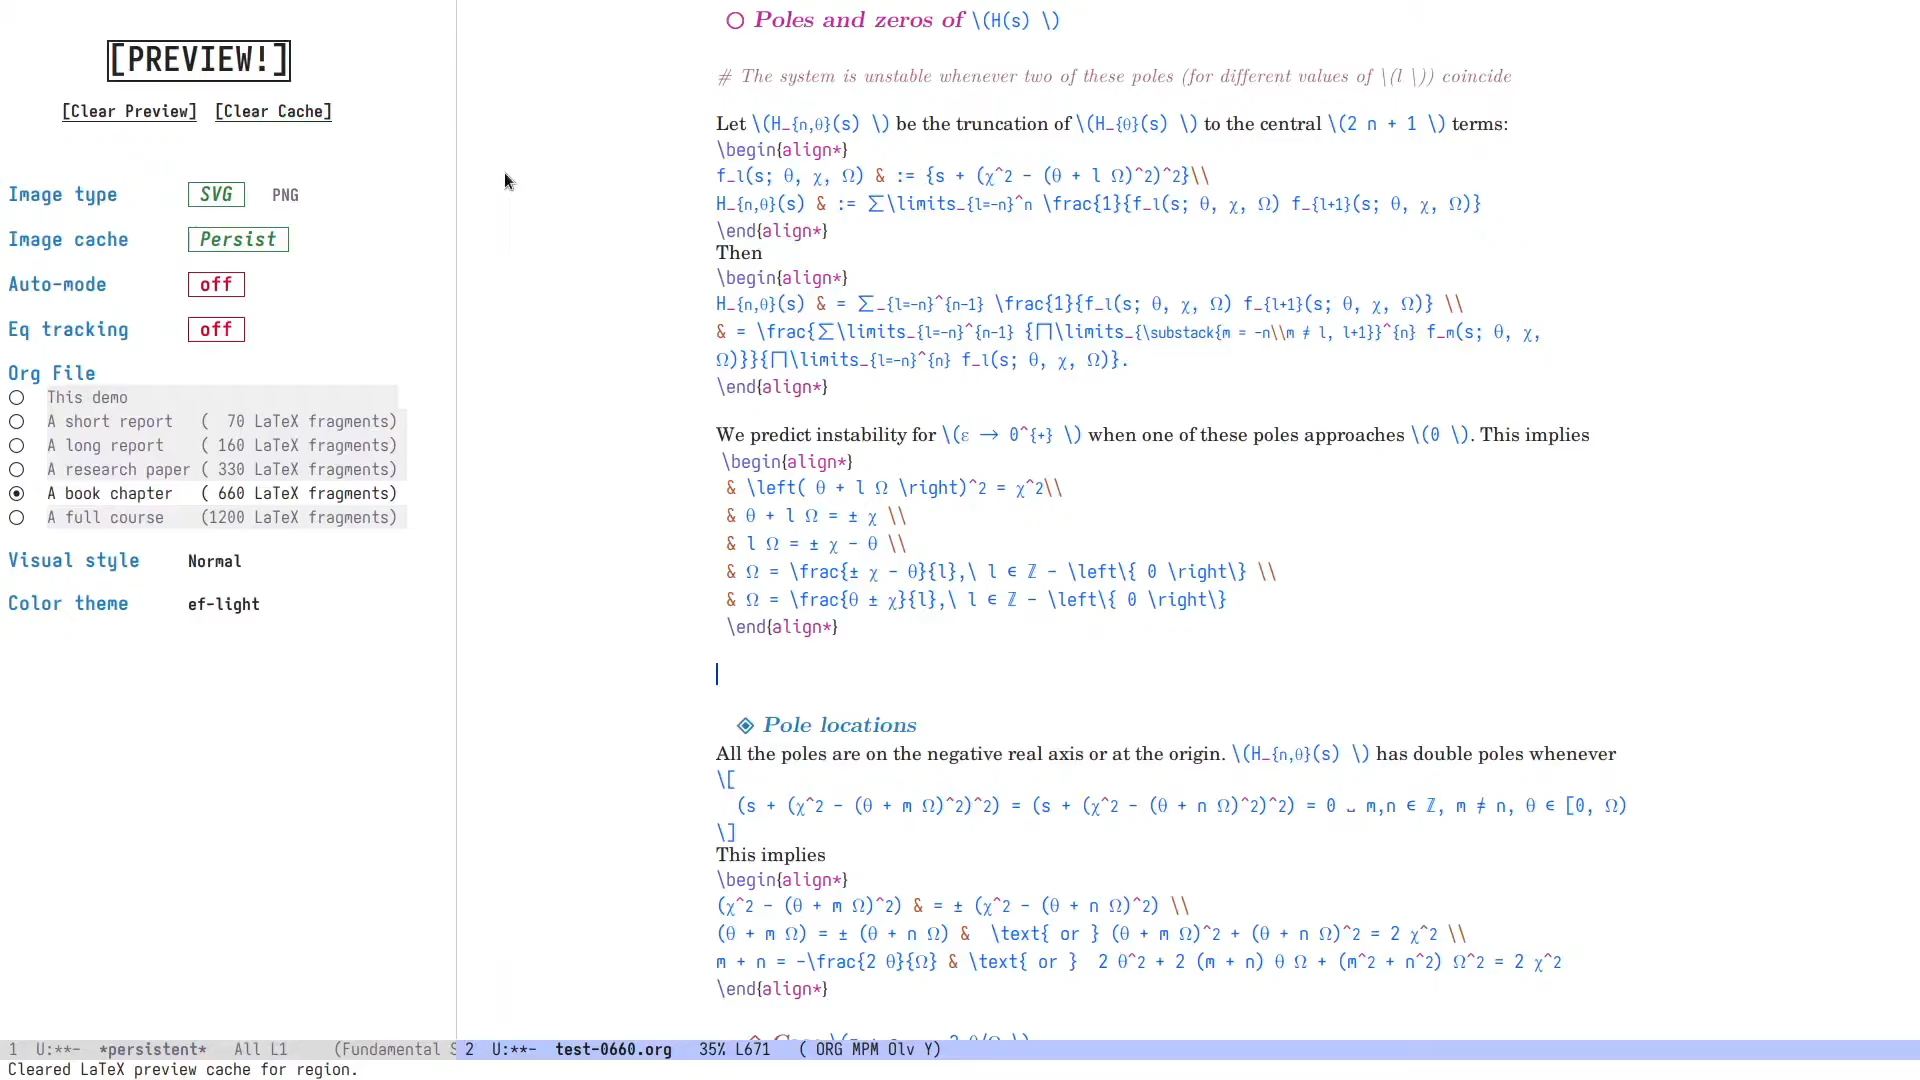 [PREVIEW!]
[Clear Preview] [Clear Cache]
Image type SVG PNG
Image cache Persist
Auto-mode off
Eq tracking off
Org File
This demo
A short report ( 70 LaTeX fragments)
A long report ( 160 LaTeX fragments)
A research paper ( 330 LaTeX fragments)
A book chapter ( 660 LaTeX fragments)
A full course (1200 LaTeX fragments)
Visual style Normal
Color theme ef-light
1 U:**- *persistent* All L1 (Fundamental S
Cleared LaTeX preview cache for region.
Poles and zeros of \(H(s) \)
# The system is unstable whenever two of these poles (for different values of \(l \)) coincide
Let \(H_{n,θ}(s) \) be the truncation of \(H_{θ}(s) \) to the central \(2 n + 1 \) terms:
\begin{align*}
f_l(s; θ, χ, Ω) & := {s + (χ^2 - (θ + l Ω)^2)^2}\\
H_{n,θ}(s) & := ∑\limits_{l=-n}^n \frac{1}{f_l(s; θ, χ, Ω) f_{l+1}(s; θ, χ, Ω)}
\end{align*}
Then
\begin{align*}
H_{n,θ}(s) & = ∑_{l=-n}^{n-1} \frac{1}{f_l(s; θ, χ, Ω) f_{l+1}(s; θ, χ, Ω)} \\
& = \frac{∑\limits_{l=-n}^{n-1} {∏\limits_{\substack{m = -n\\m ≠ l, l+1}}^{n} f_m(s; θ, χ,
Ω)}}{∏\limits_{l=-n}^{n} f_l(s; θ, χ, Ω)}.
\end{align*}
We predict instability for \(ε → 0^{+} \) when one of these poles approaches \(0 \). This implies
\begin{align*}
& \left( θ + l Ω \right)^2 = χ^2\\
& θ + l Ω = ± χ \\
& l Ω = ± χ - θ \\
& Ω = \frac{± χ - θ}{l},\ l ∈ ℤ - \left\{ 0 \right\} \\
& Ω = \frac{θ ± χ}{l},\ l ∈ ℤ - \left\{ 0 \right\}
\end{align*}
Pole locations
All the poles are on the negative real axis or at the origin. \(H_{n,θ}(s) \) has double poles whenever
\[
(s + (χ^2 - (θ + m Ω)^2)^2) = (s + (χ^2 - (θ + n Ω)^2)^2) = 0 ⎵ m,n ∈ ℤ, m ≠ n, θ ∈ [0, Ω)
\]
This implies
\begin{align*}
(χ^2 - (θ + m Ω)^2) & = ± (χ^2 - (θ + n Ω)^2) \\
(θ + m Ω) = ± (θ + n Ω) & \text{ or } (θ + m Ω)^2 + (θ + n Ω)^2 = 2 χ^2 \\
m + n = -\frac{2 θ}{Ω} & \text{ or } 2 θ^2 + 2 (m + n) θ Ω + (m^2 + n^2) Ω^2 = 2 χ^2
\end{align*}
2 U:**- test-0660.org 35% L671 ( ORG MPM Olv Y)